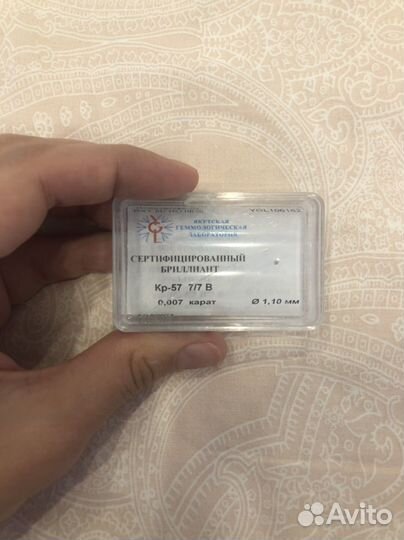 ЯКУТСКАЯ
ГЕММОЛОГИЧЕСКАЯ
ЛАБОРАТОРИЯ
СЕРТИФИЦИРОВАННЫЙ
БРИЛЛИАНТ
Кр-57 7/7 В
0,007 карат Ø 1,10 мм
Avito